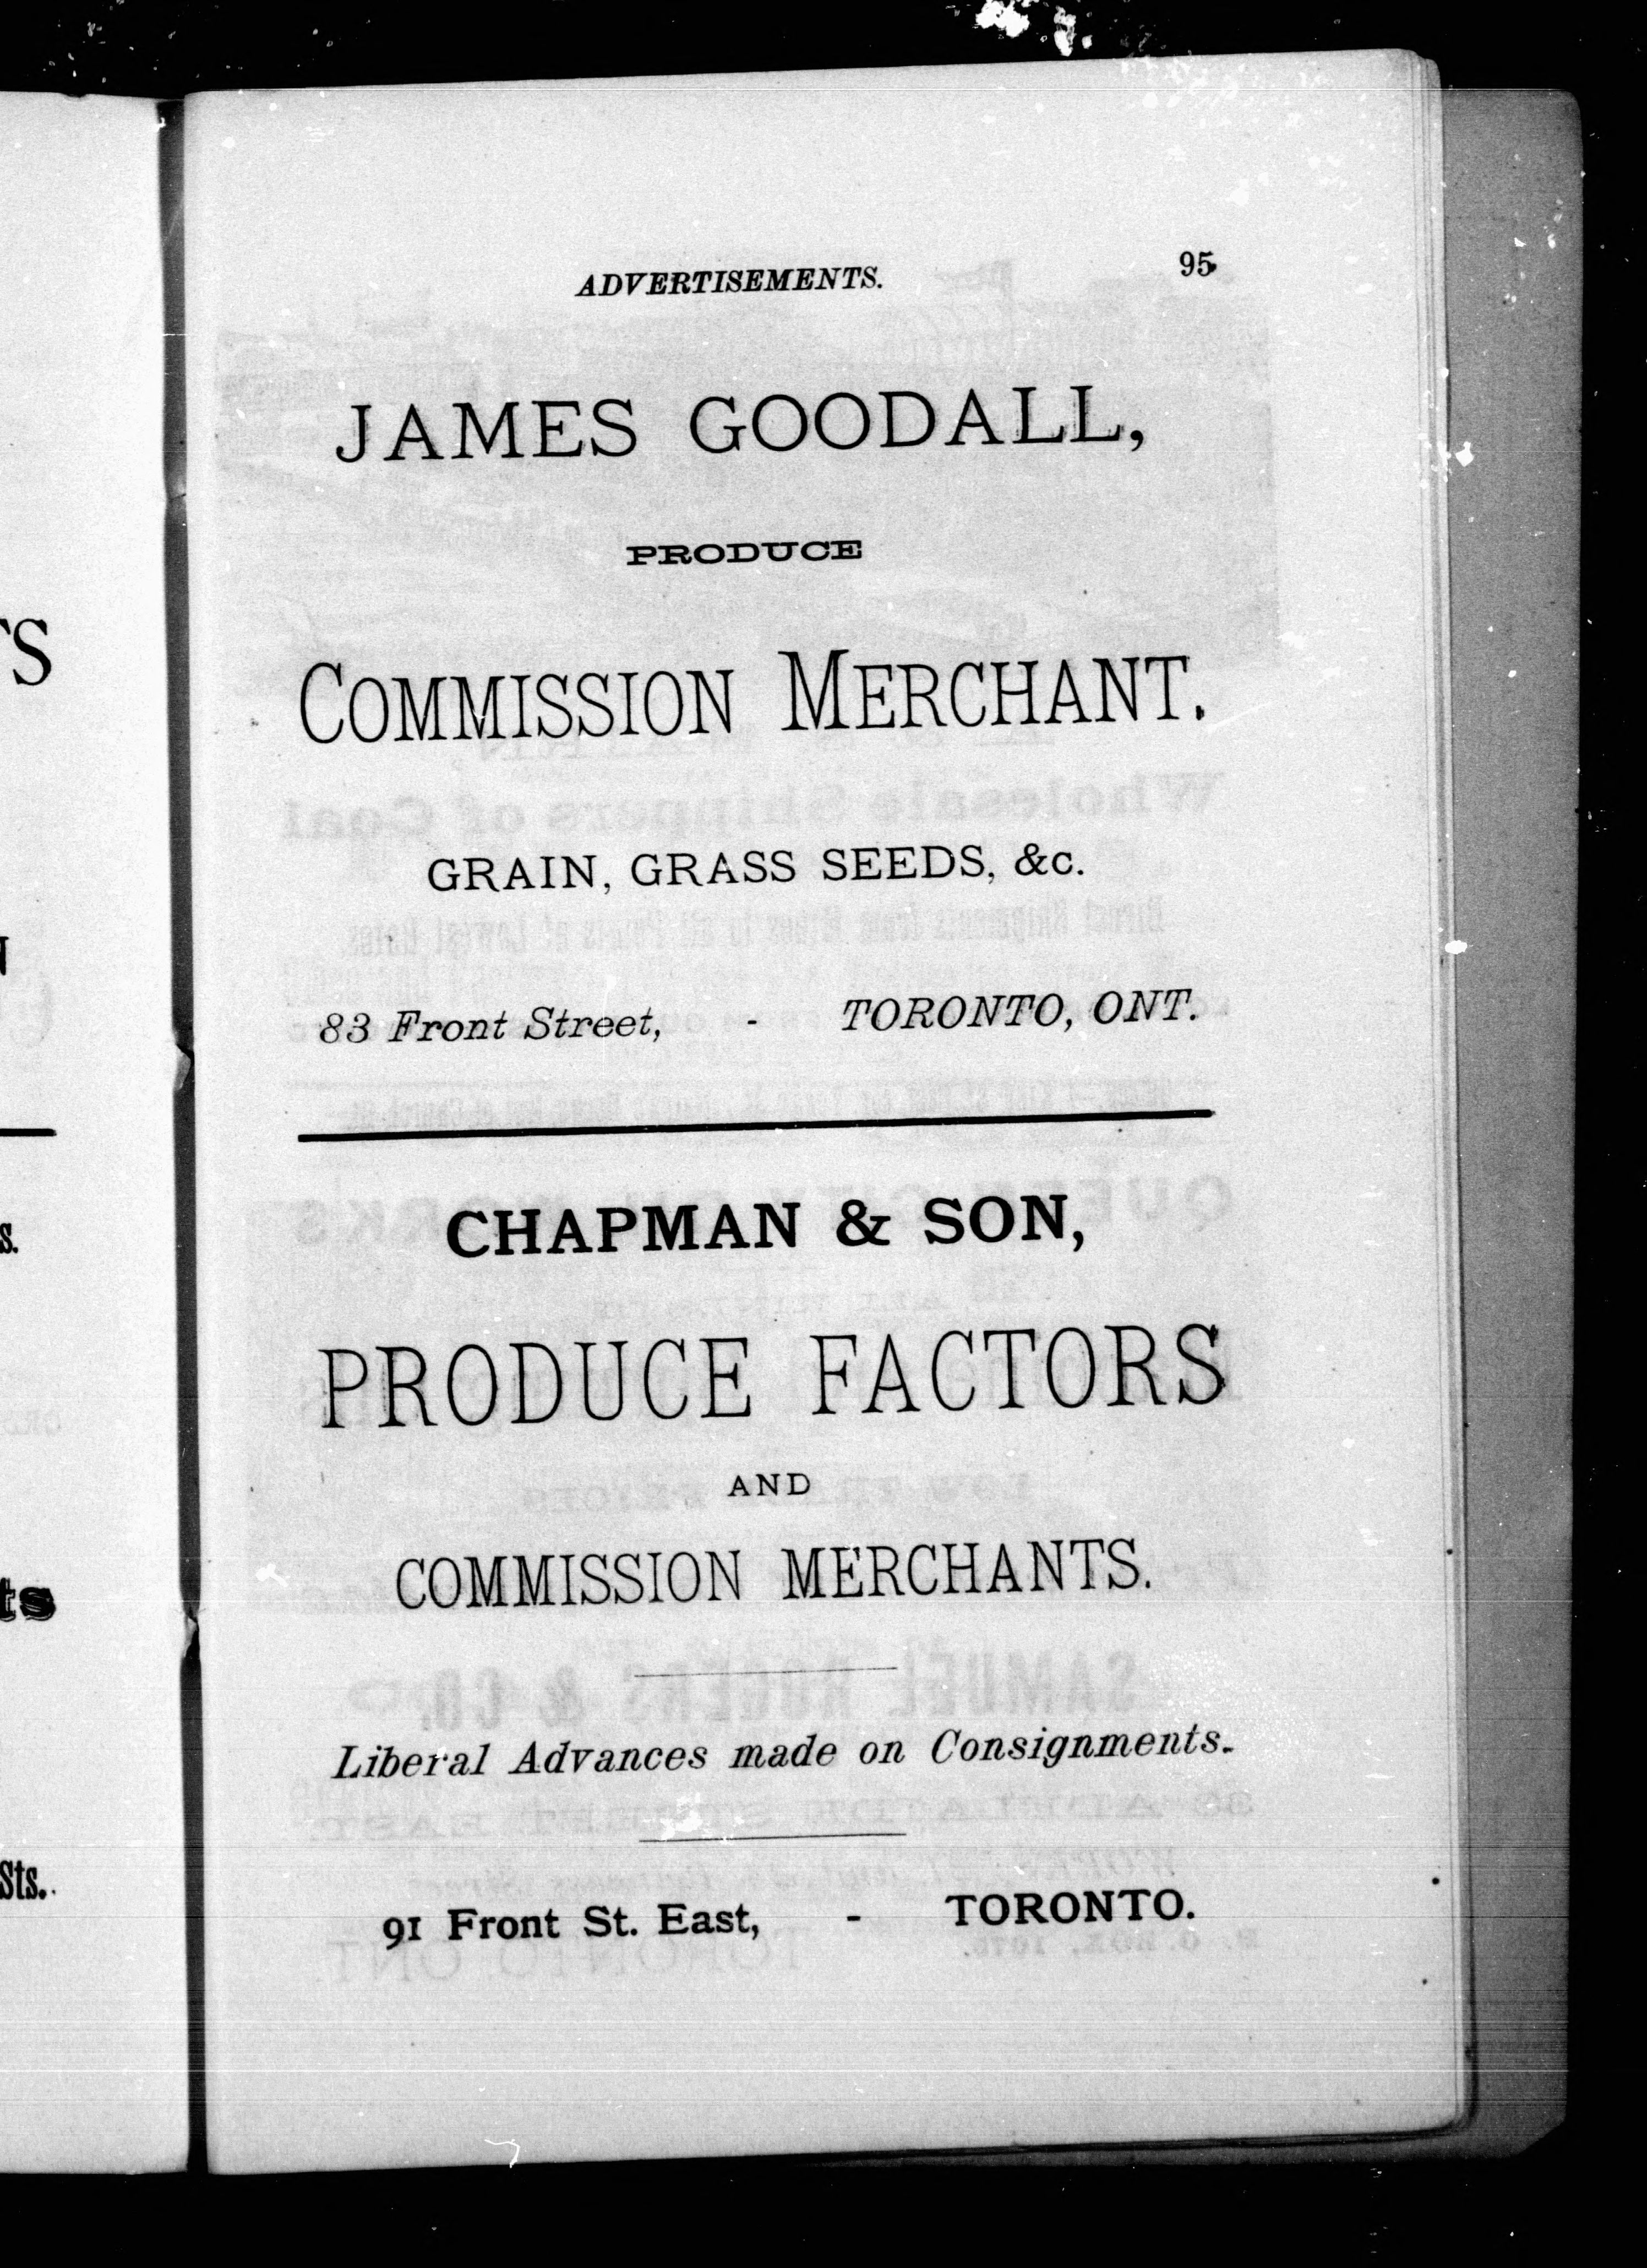 ADVERTISEMENTS. 95
JAMES GOODALL,
PRODUCE
COMMISSION MERCHANT.
GRAIN, GRASS SEEDS, &c.
83 Front Street, - TORONTO, ONT.
CHAPMAN & SON,
PRODUCE FACTORS
AND
COMMISSION MERCHANTS.
Liberal Advances made on Consignments.
91 Front St. East, - TORONTO.